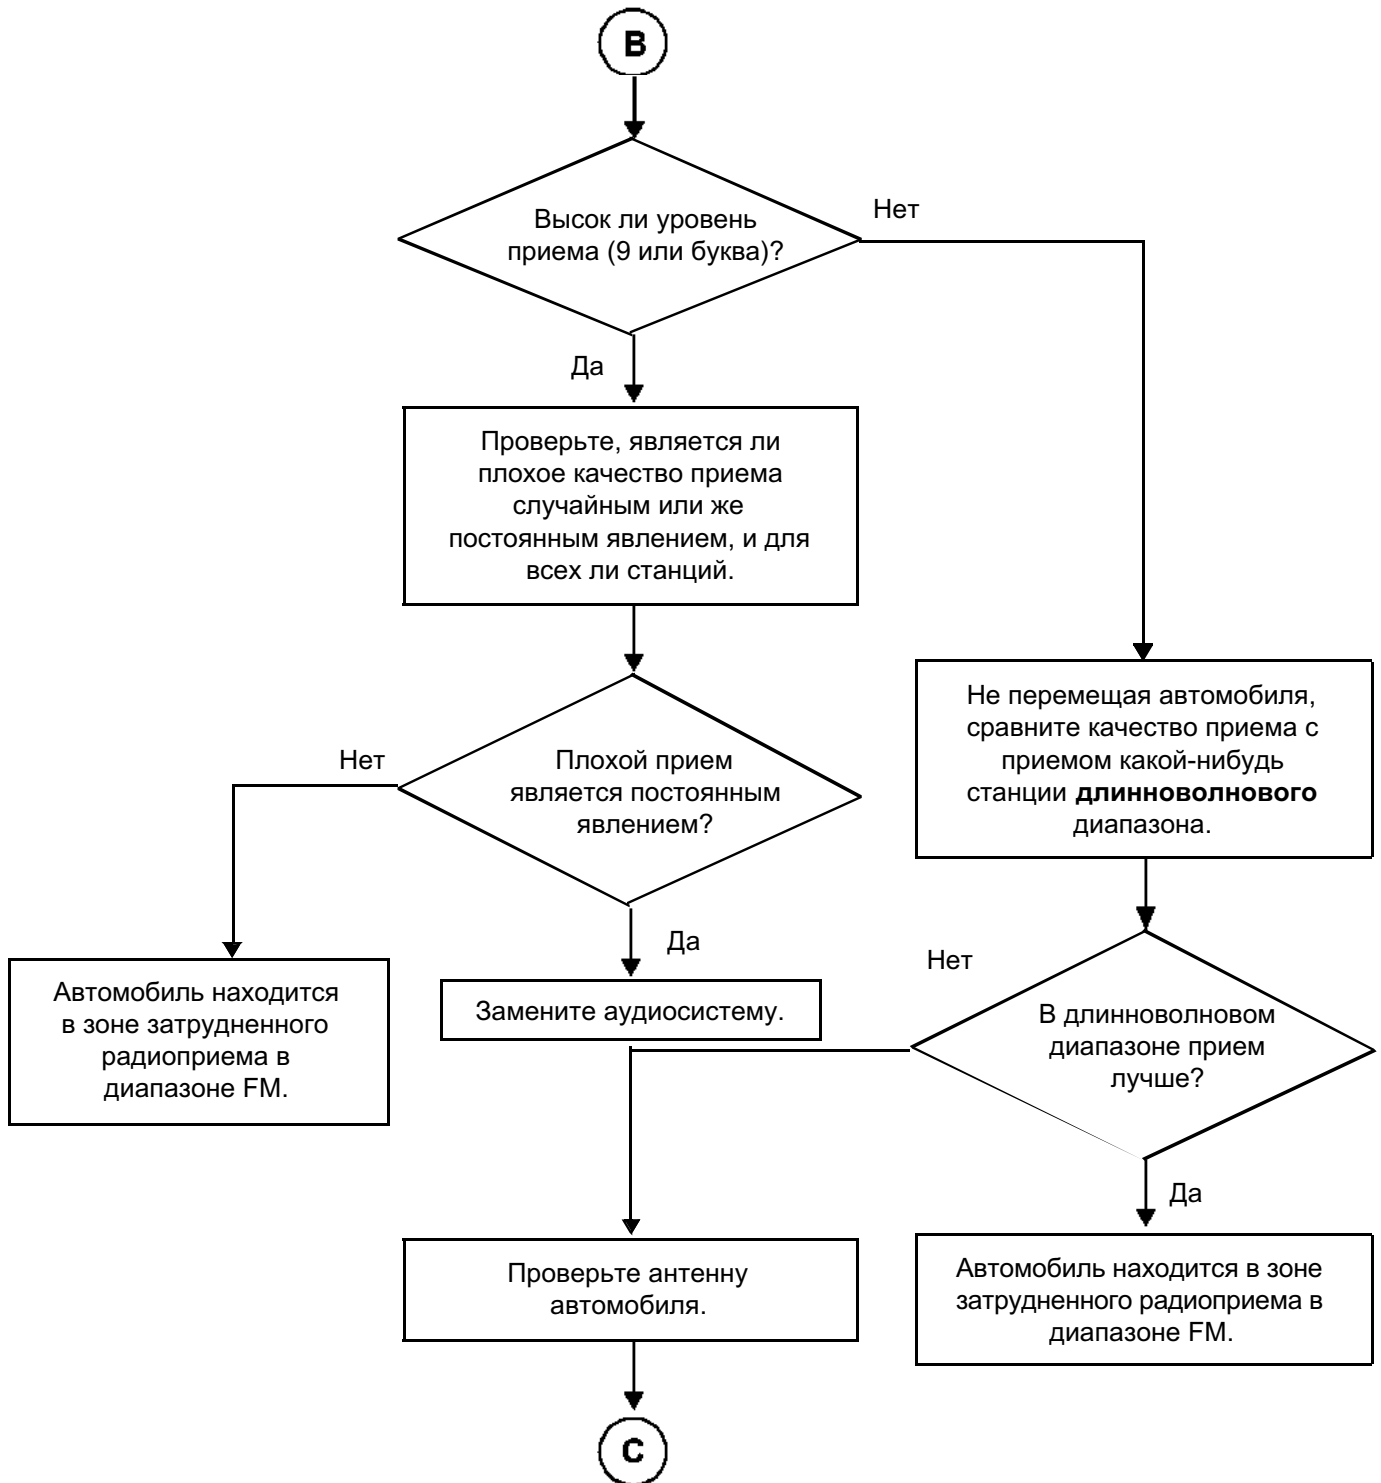 B
Высок ли уровень
приема (9 или буква)?
Нет
Да
Проверьте, является ли
плохое качество приема
случайным или же
постоянным явлением, и для
всех ли станций.
Не перемещая автомобиля,
сравните качество приема с
приемом какой-нибудь
станции длинноволнового
диапазона.
Нет
Плохой прием
является постоянным
явлением?
Да
Нет
Автомобиль находится
в зоне затрудненного
радиоприема в
диапазоне FM.
Замените аудиосистему.
В длинноволновом
диапазоне прием
лучше?
Да
Проверьте антенну
автомобиля.
Автомобиль находится в зоне
затрудненного радиоприема в
диапазоне FM.
C